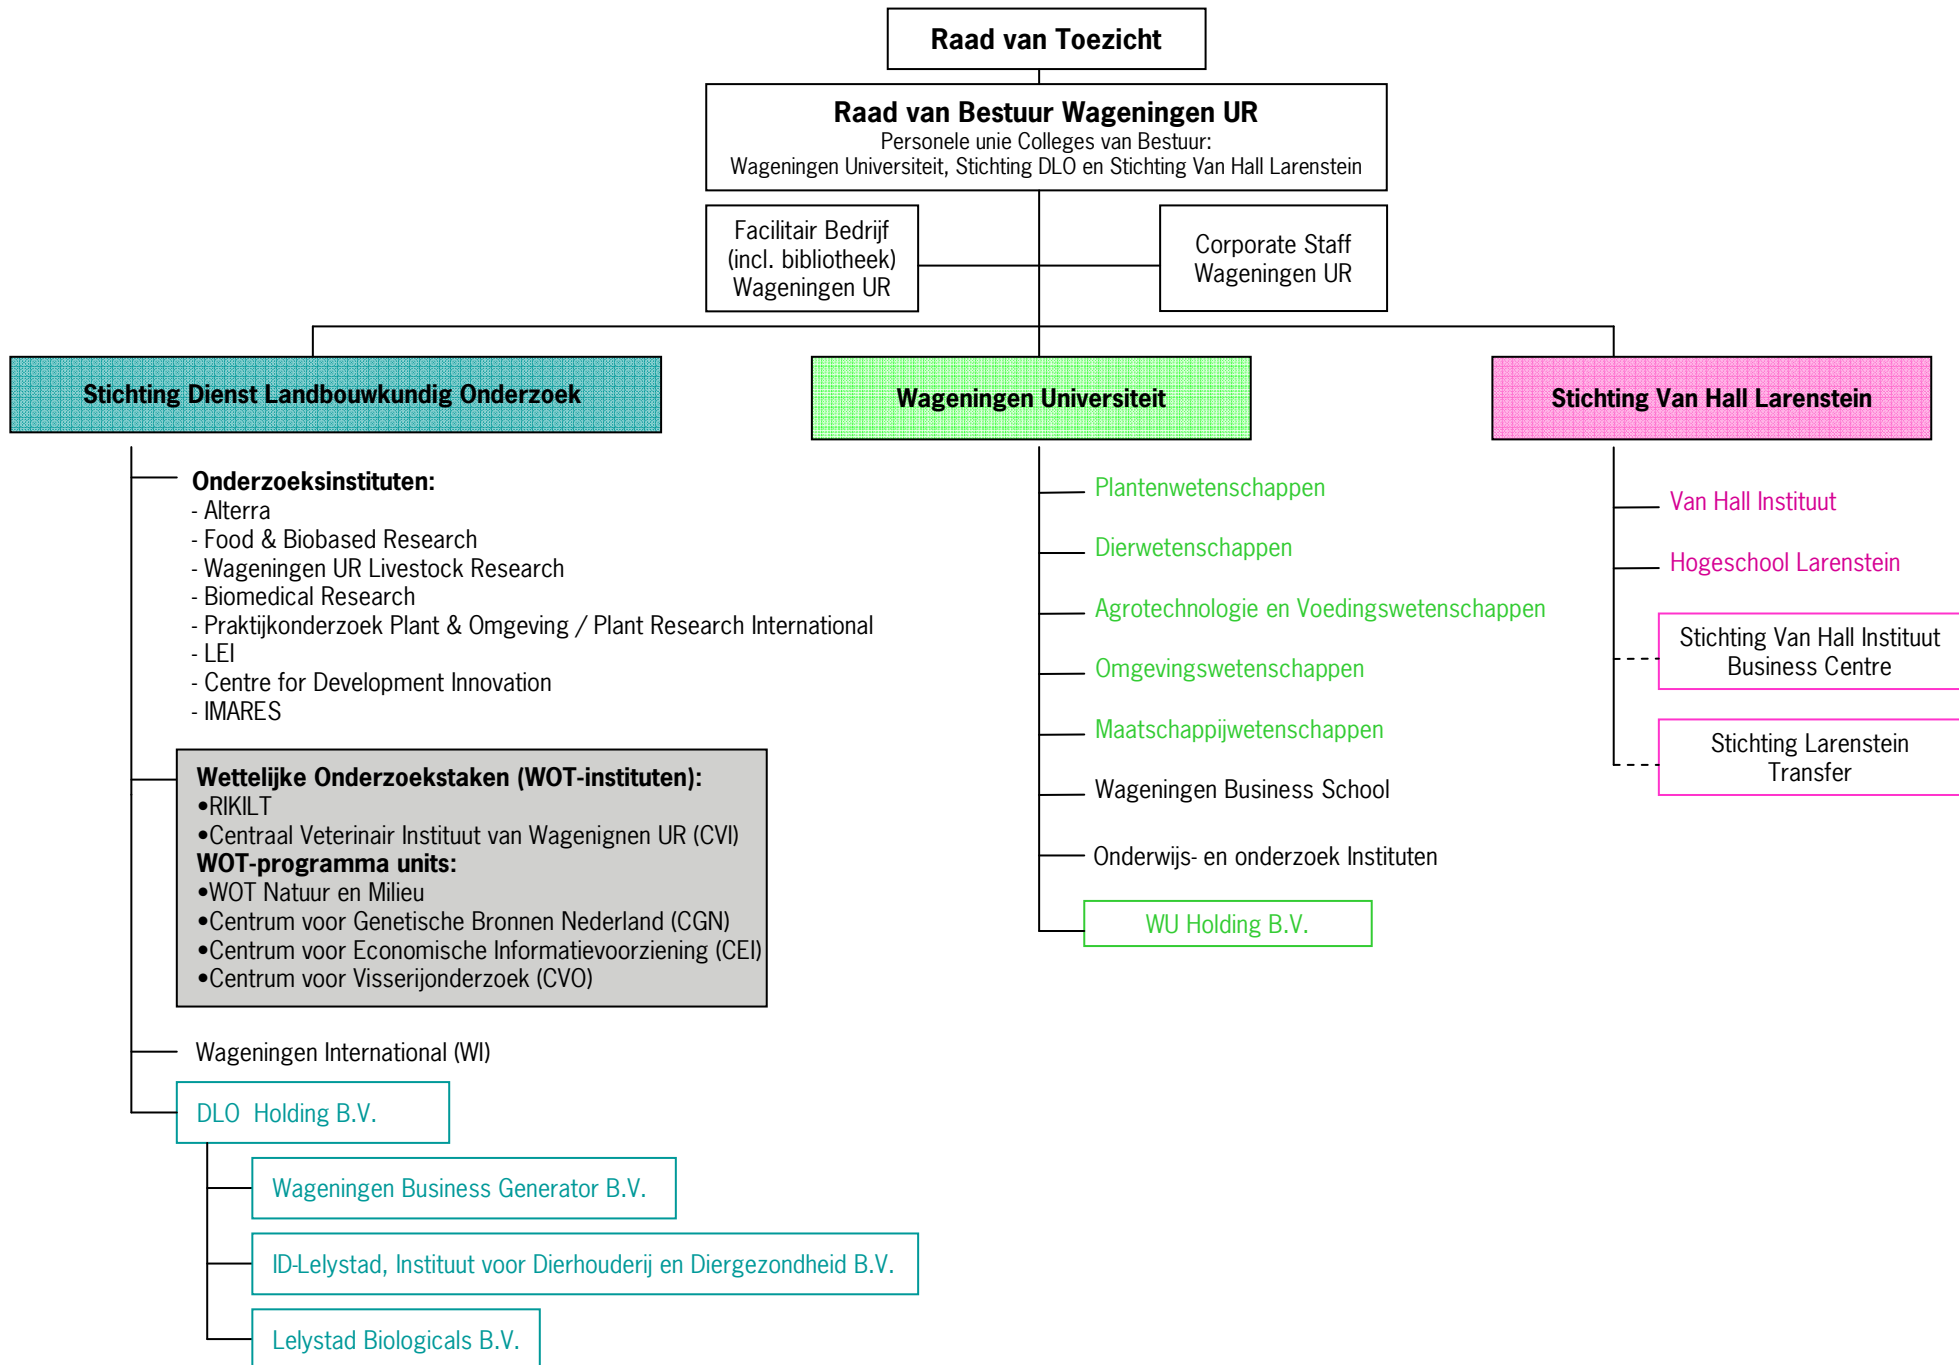 Raad van Toezicht
Raad van Bestuur Wageningen UR
Personele unie Colleges van Bestuur:
Wageningen Universiteit, Stichting DLO en Stichting Van Hall Larenstein
Facilitair Bedrijf
(incl. bibliotheek)
Wageningen UR
Corporate Staff
Wageningen UR
Stichting Dienst Landbouwkundig Onderzoek
Onderzoeksinstituten:
- Alterra
- Food & Biobased Research
- Wageningen UR Livestock Research
- Biomedical Research
- Praktijkonderzoek Plant & Omgeving / Plant Research International
- LEI
- Centre for Development Innovation
- IMARES
Wettelijke Onderzoekstaken (WOT-instituten):
•RIKILT
•Centraal Veterinair Instituut van Wagenignen UR (CVI)
WOT-programma units:
•WOT Natuur en Milieu
•Centrum voor Genetische Bronnen Nederland (CGN)
•Centrum voor Economische Informatievoorziening (CEI)
•Centrum voor Visserijonderzoek (CVO)
Wageningen International (WI)
DLO Holding B.V.
Wageningen Business Generator B.V.
ID-Lelystad, Instituut voor Dierhouderij en Diergezondheid B.V.
Lelystad Biologicals B.V.
Wageningen Universiteit
Plantenwetenschappen
Dierwetenschappen
Agrotechnologie en Voedingswetenschappen
Omgevingswetenschappen
Maatschappijwetenschappen
Wageningen Business School
Onderwijs- en onderzoek Instituten
WU Holding B.V.
Stichting Van Hall Larenstein
Van Hall Instituut
Hogeschool Larenstein
Stichting Van Hall Instituut
Business Centre
Stichting Larenstein
Transfer